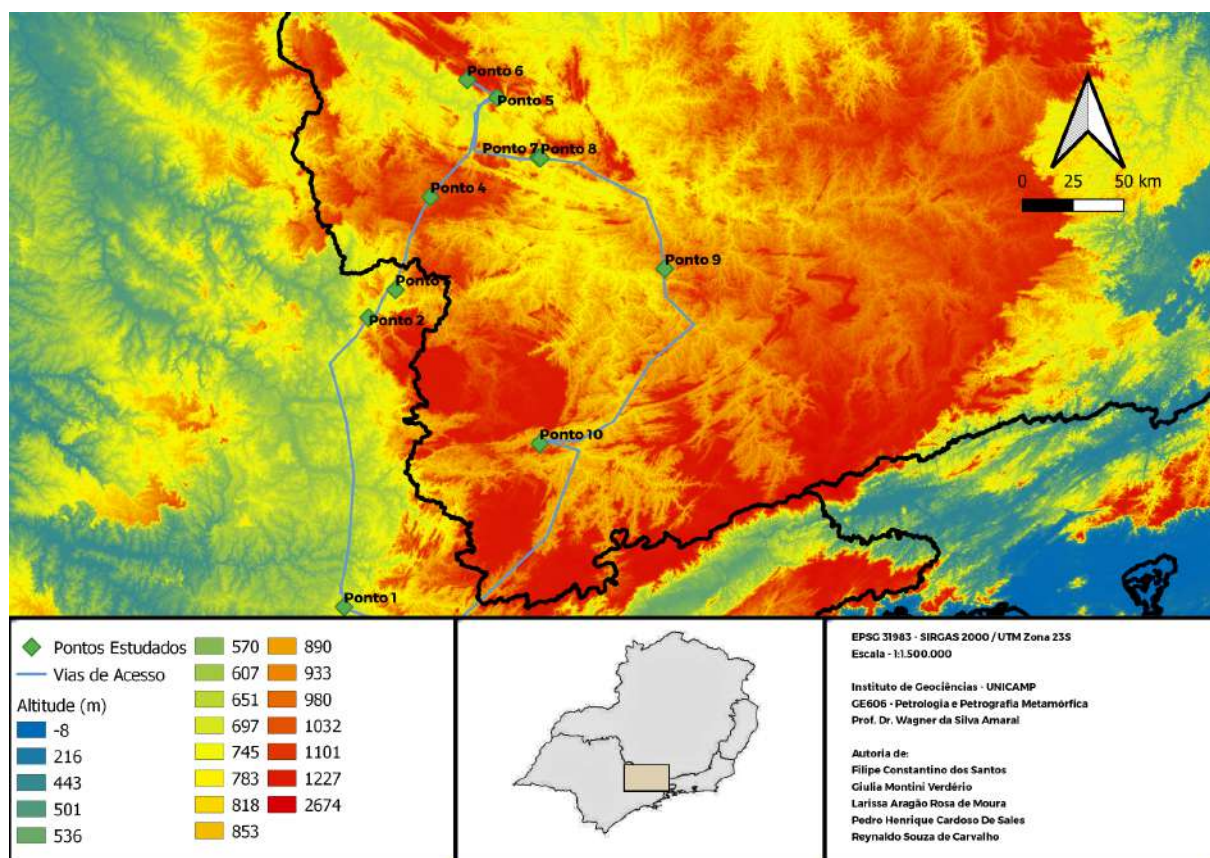 Ponto 6
Ponto 5
Ponto 7
Ponto 8
Ponto 4
Ponto 9
Ponto
Ponto 2
Ponto 10
Ponto 1
0 25 50 km
Pontos Estudados
Vias de Acesso
Altitude (m)
-8
216
443
501
536
570
607
651
697
745
783
818
853
890
933
980
1032
1101
1227
2674
EPSG 31983 - SIRGAS 2000 / UTM Zona 23S
Escala - 1:1.500.000
Instituto de Geociências - UNICAMP
GE606 - Petrologia e Petrografia Metamórfica
Prof. Dr. Wagner da Silva Amaral
Autoria de:
Filipe Constantino dos Santos
Giulia Montini Verdério
Larissa Aragão Rosa de Moura
Pedro Henrique Cardoso De Sales
Reynaldo Souza de Carvalho